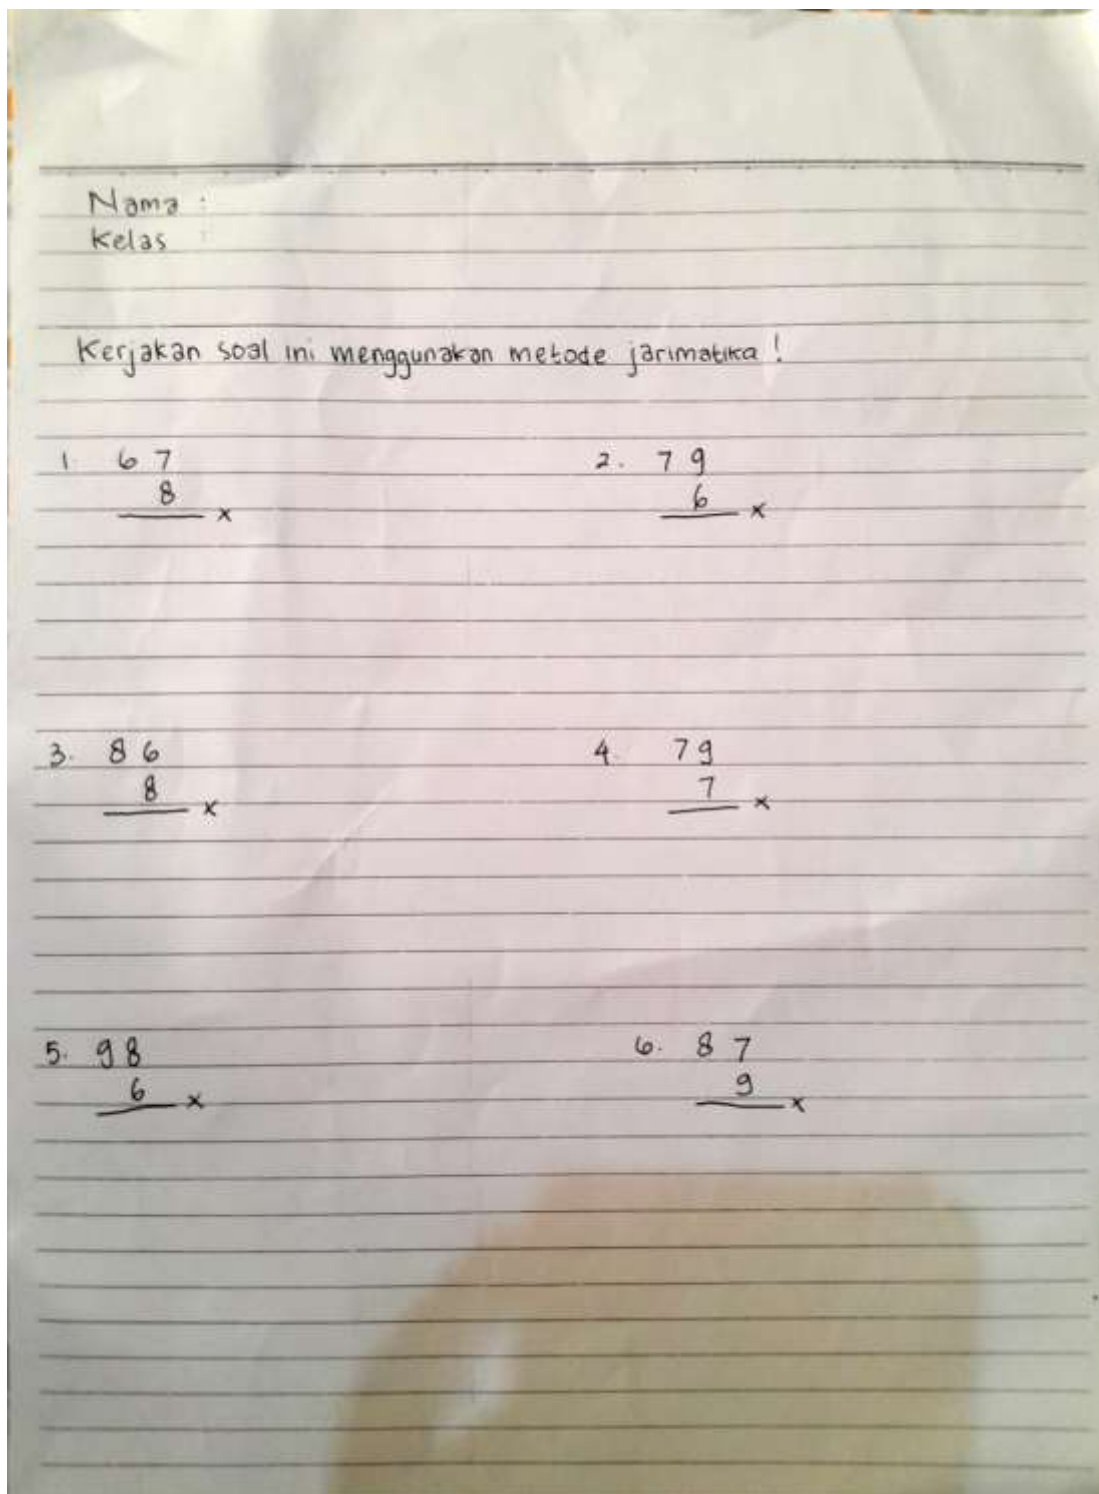 Nama :
Kelas :
Kerjakan soal ini menggunakan metode jarimatika !
1. 67 2. 79
8 x 6 x
3. 86 4. 79
8 x 7 x
5. 98 6. 87
6 x 9 x